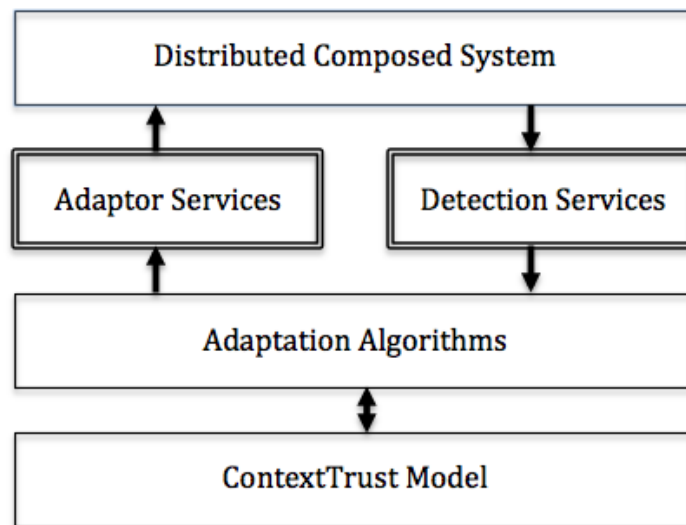 Distributed Composed System
Adaptor Services
Detection Services
Adaptation Algorithms
ContextTrust Model